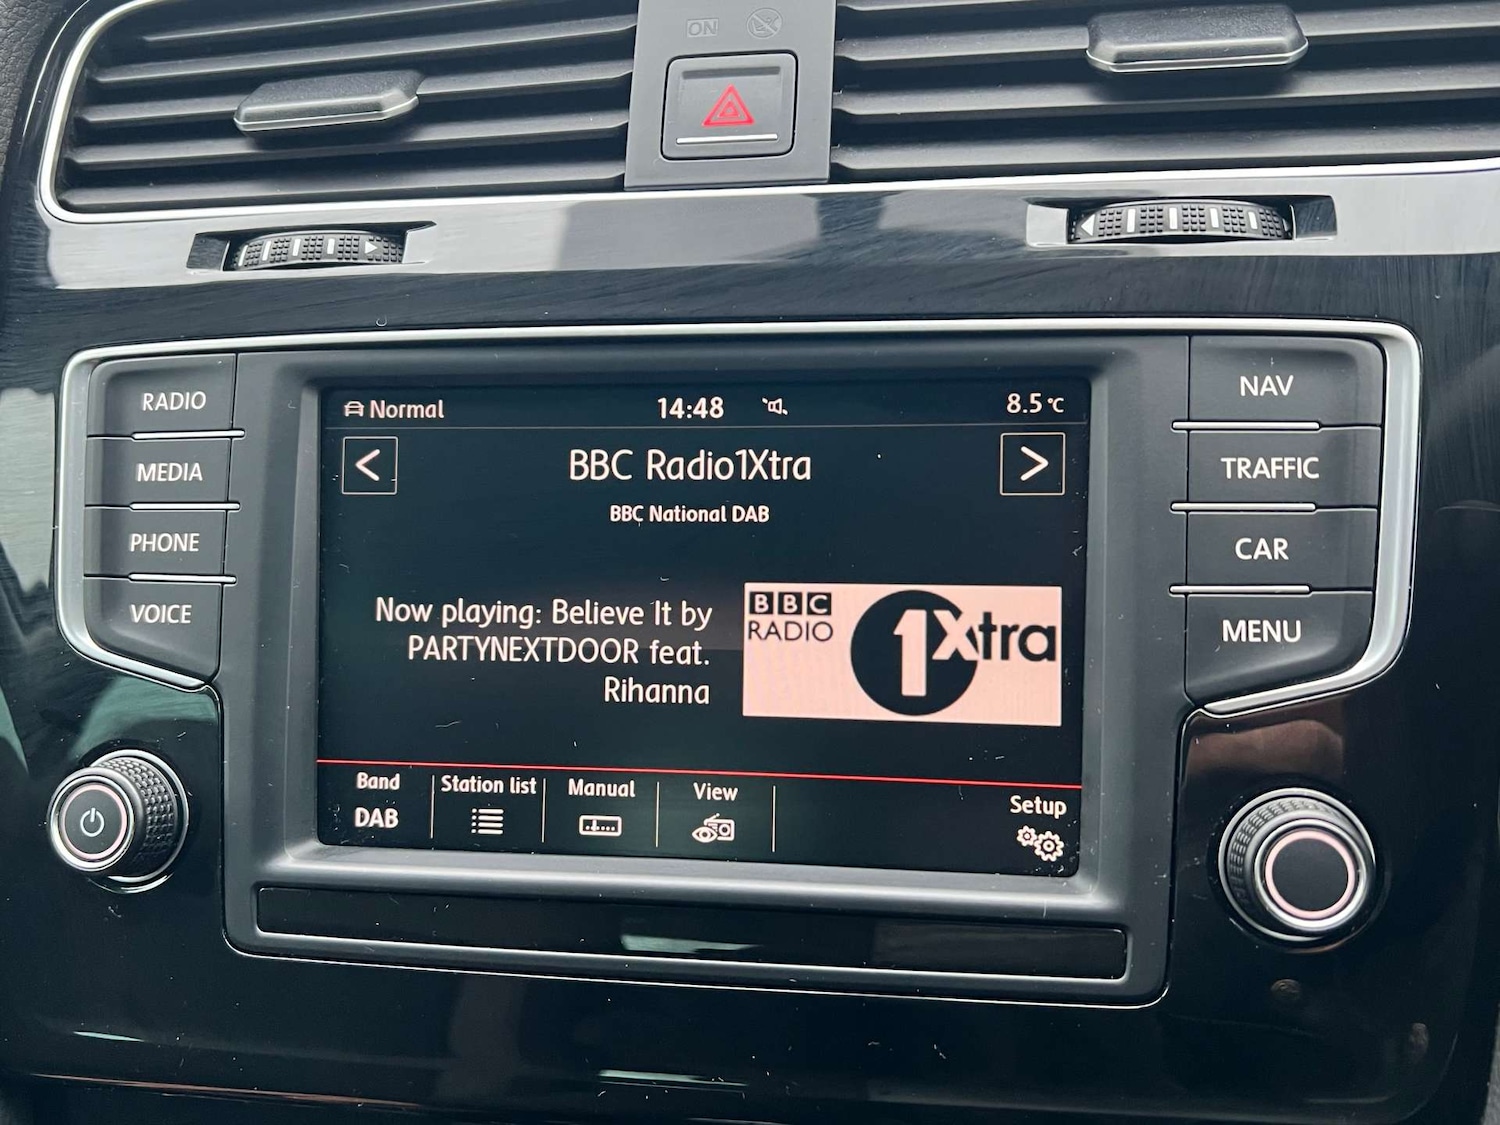 ON
RADIO
MEDIA
PHONE
VOICE
Normal
14:48
8.5 °C
<
BBC Radio1Xtra
>
BBC National DAB
Now playing: Believe It by
PARTYNEXTDOOR feat.
Rihanna
BBC
RADIO
1Xtra
Band
DAB
Station list
Manual
View
Setup
NAV
TRAFFIC
CAR
MENU